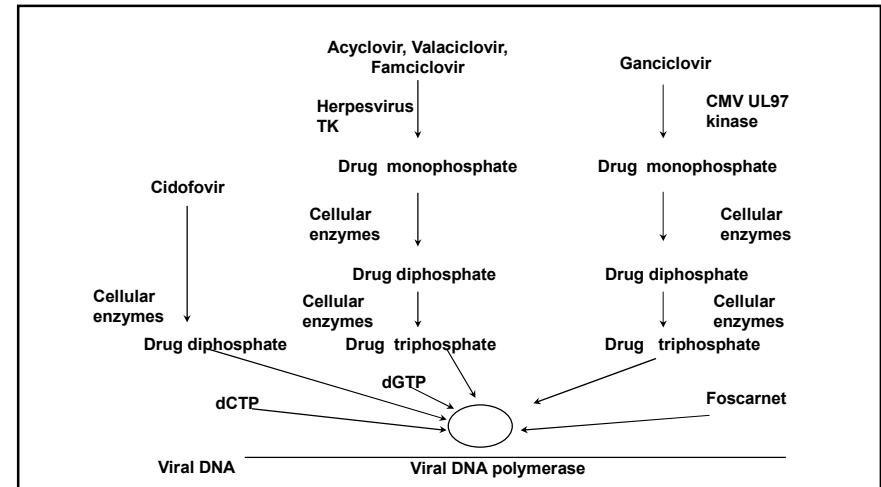 Acyclovir, Valaciclovir,
Famciclovir
Ganciclovir
Herpesvirus
TK
CMV UL97
kinase
Drug monophosphate
Drug monophosphate
Cidofovir
Cellular
enzymes
Cellular
enzymes
Drug diphosphate
Drug diphosphate
Cellular
enzymes
Cellular
enzymes
Cellular
enzymes
Drug diphosphate
Drug triphosphate
Drug triphosphate
dGTP
dCTP
Foscarnet
Viral DNA
Viral DNA polymerase